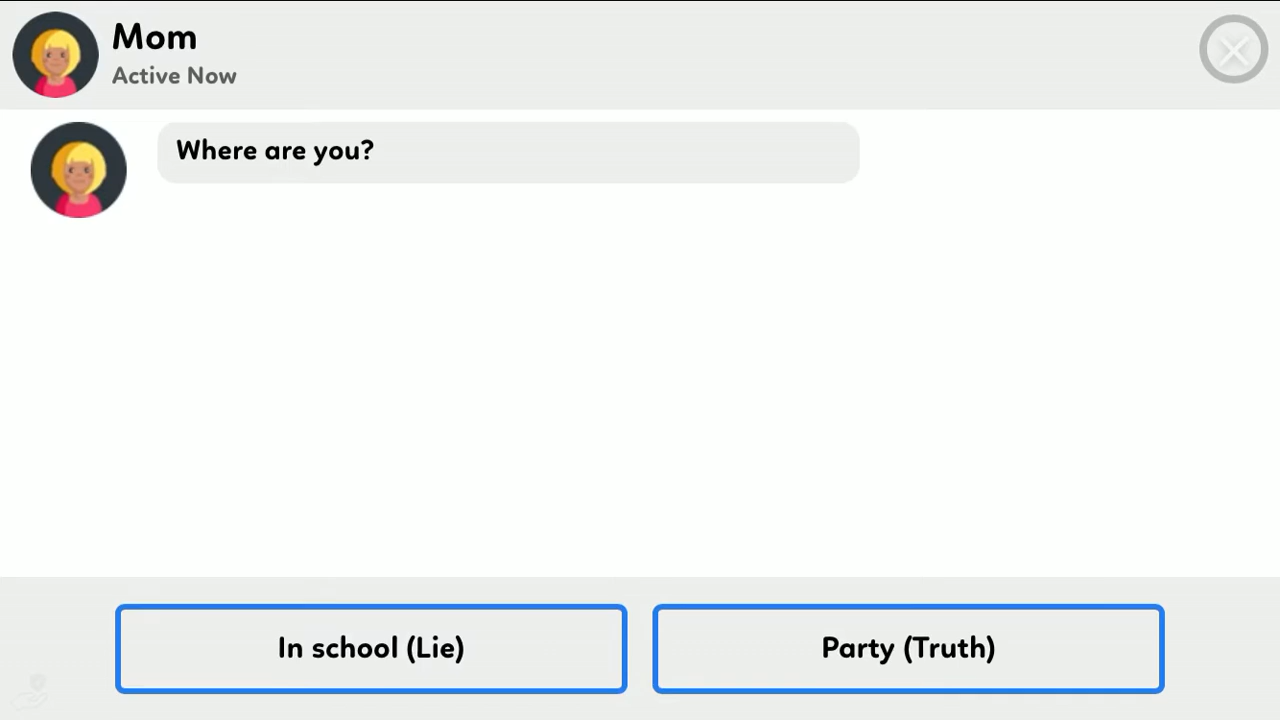 Mom
Active Now
Where are you?
In school (Lie)
Party (Truth)